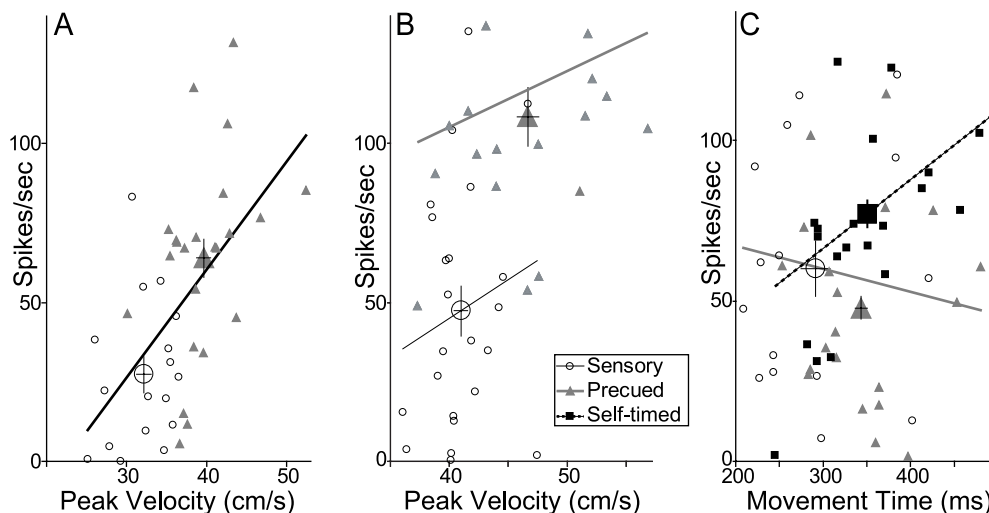 A
Spikes/sec
100
50
0
30
40
50
Peak Velocity (cm/s)
B
Spikes/sec
100
50
0
40
50
Peak Velocity (cm/s)
Sensory
Precued
Self-timed
C
Spikes/sec
100
50
0
200
300
400
Movement Time (ms)